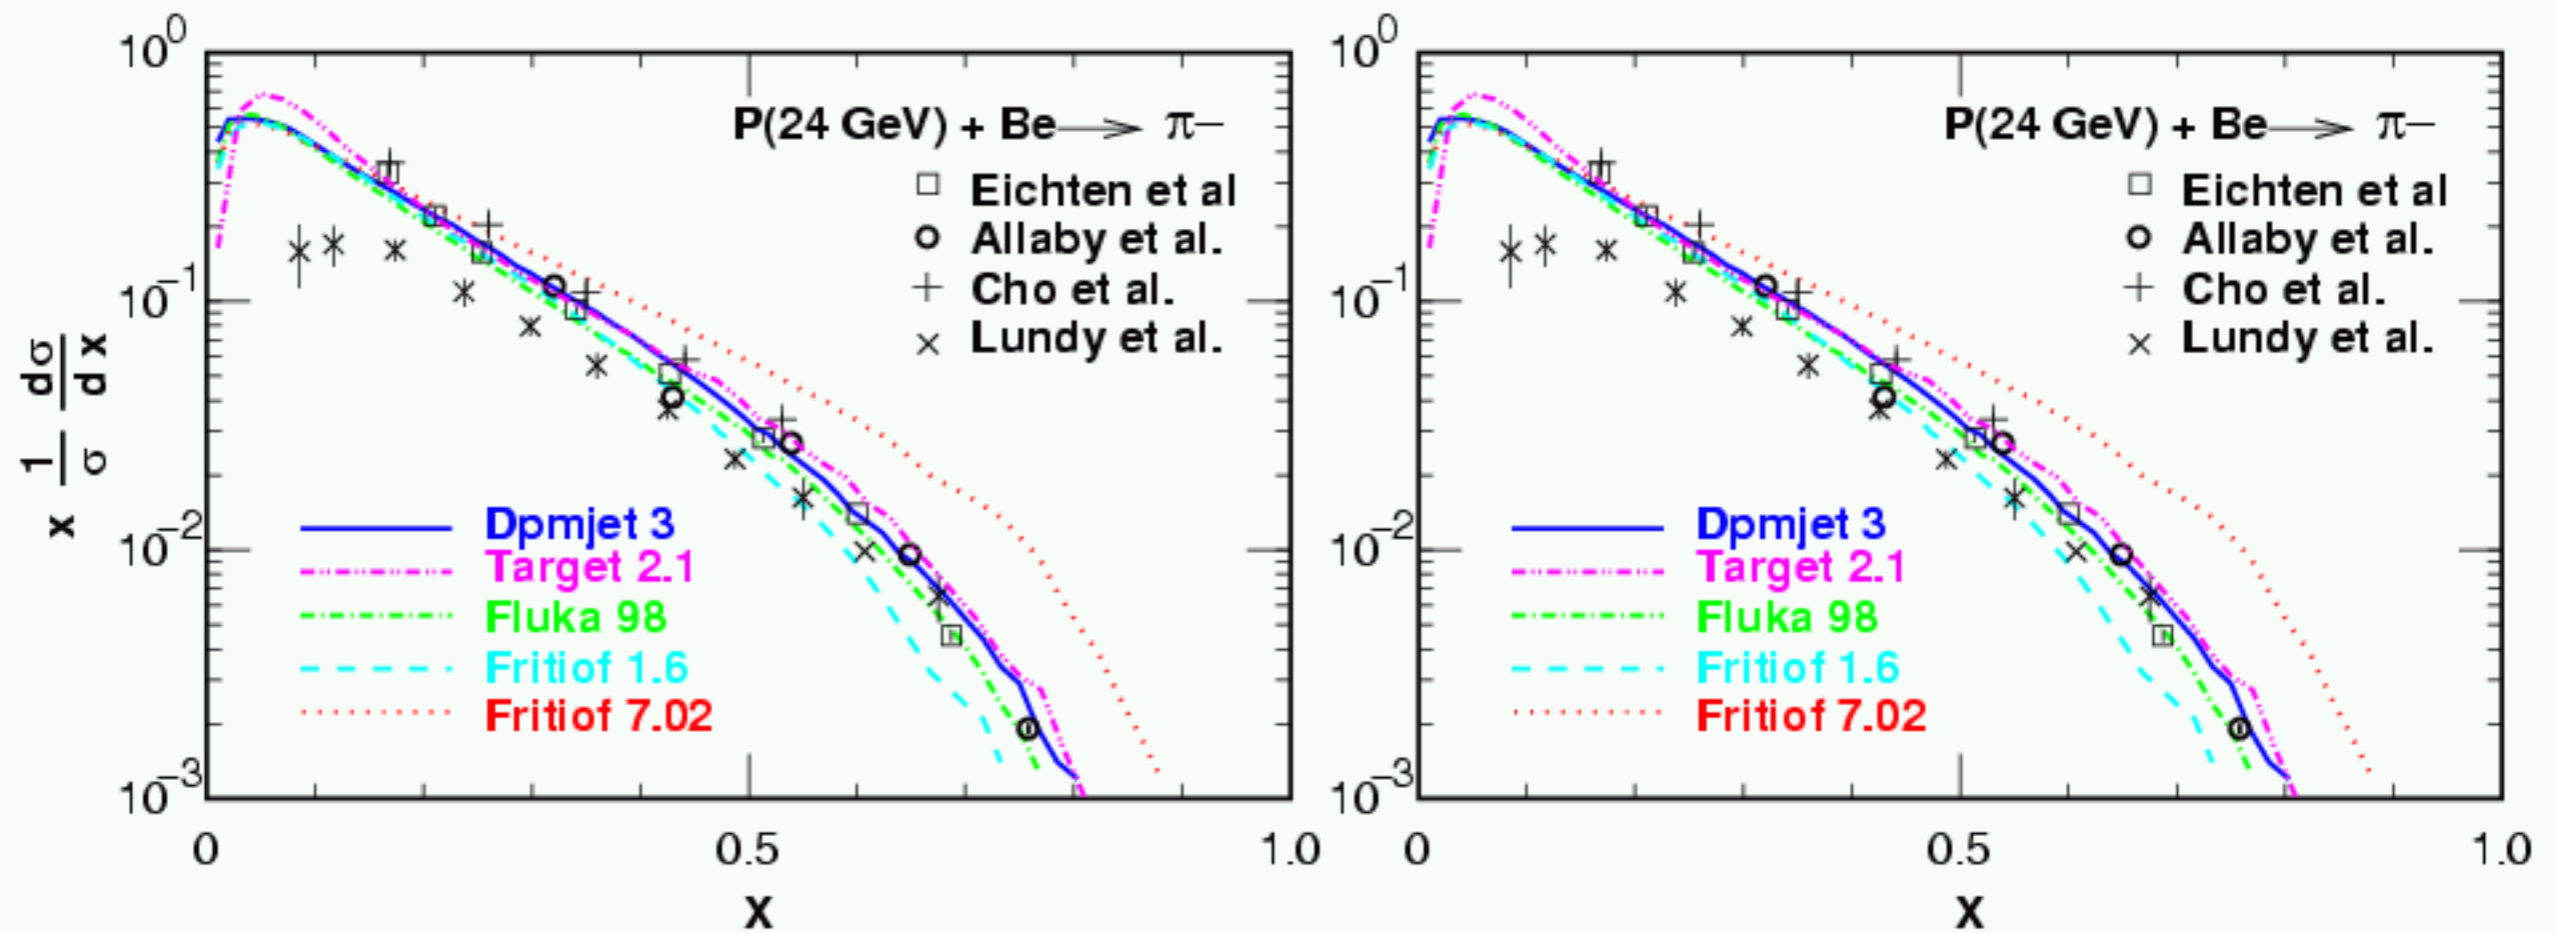 10^0
10^−1
10^−2
10^−3
x 1/σ dσ/dx
P(24 GeV) + Be → π−
Eichten et al
Allaby et al.
Cho et al.
Lundy et al.
Dpmjet 3
Target 2.1
Fluka 98
Fritiof 1.6
Fritiof 7.02
0 0.5 1.0
x
10^0
10^−1
10^−2
10^−3
P(24 GeV) + Be → π−
Eichten et al
Allaby et al.
Cho et al.
Lundy et al.
Dpmjet 3
Target 2.1
Fluka 98
Fritiof 1.6
Fritiof 7.02
0 0.5 1.0
x